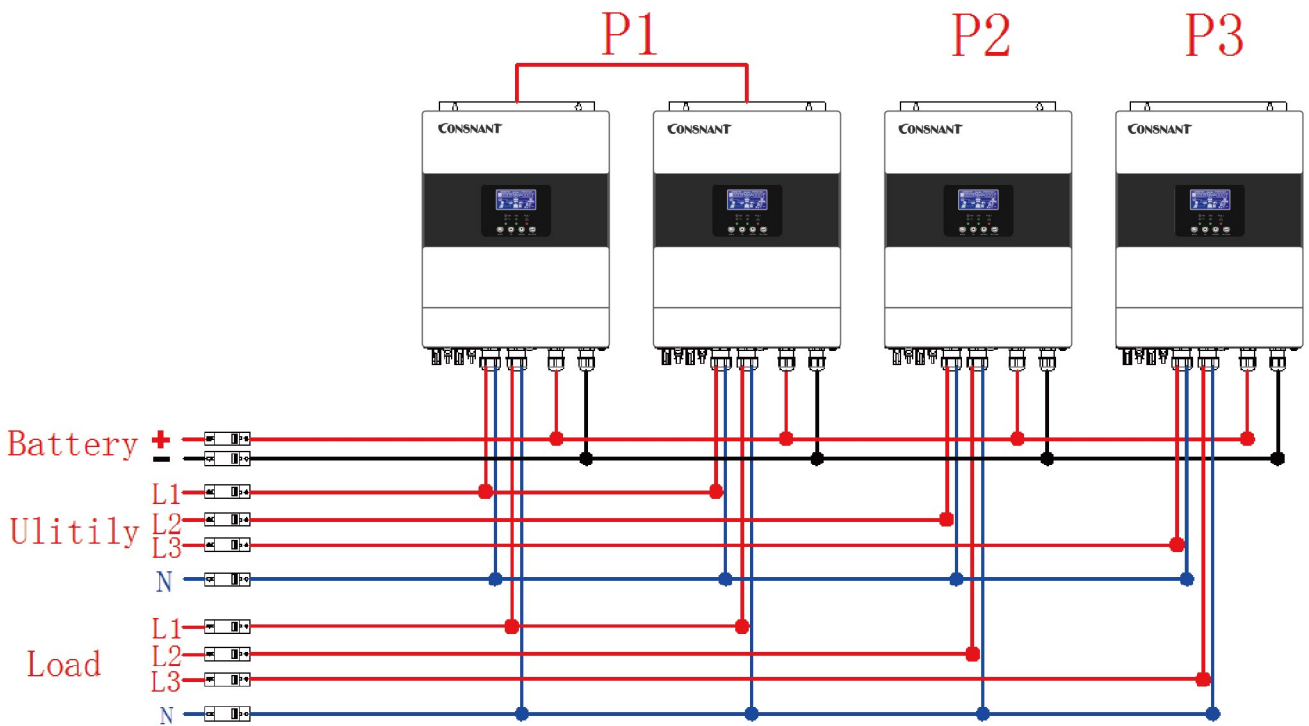 P1 P2 P3
CONSNANT CONSNANT CONSNANT CONSNANT
Battery + −
Ulitily
L1
L2
L3
N
Load
L1
L2
L3
N